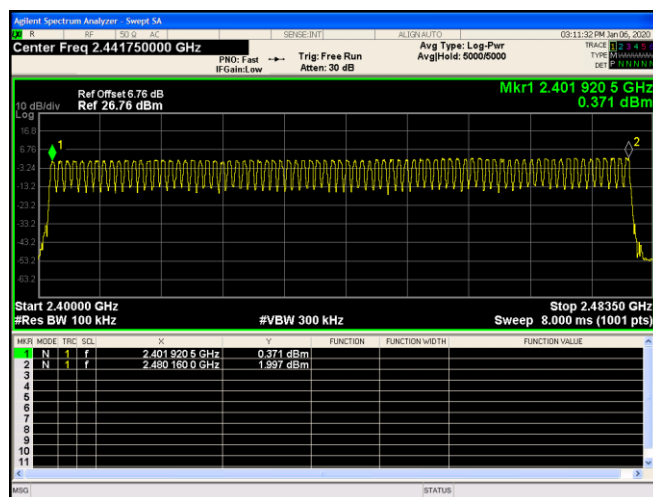 Agilent Spectrum Analyzer - Swept SA
R RF 50 Ω AC SENSE:INT ALIGN AUTO 03:11:32 PM Jan 06, 2020
Center Freq 2.441750000 GHz
PNO: Fast
IFGain:Low
Trig: Free Run
Atten: 30 dB
Avg Type: Log-Pwr
Avg|Hold: 5000/5000
TRACE 1 2 3 4 5
TYPE M
DET P N N N N N
Mkr1 2.401 920 5 GHz
0.371 dBm
Ref Offset 6.76 dB
10 dB/div Ref 26.76 dBm
Log
16.8
6.76
-3.24
-13.2
-23.2
-33.2
-43.2
-53.2
-63.2
1
2
Start 2.40000 GHz Stop 2.48350 GHz
#Res BW 100 kHz #VBW 300 kHz Sweep 8.000 ms (1001 pts)
MKR MODE TRC SCL X Y FUNCTION FUNCTION WIDTH FUNCTION VALUE
1 N 1 f 2.401 920 5 GHz 0.371 dBm
2 N 1 f 2.480 160 0 GHz 1.997 dBm
3
4
5
6
7
8
9
10
11
MSG STATUS